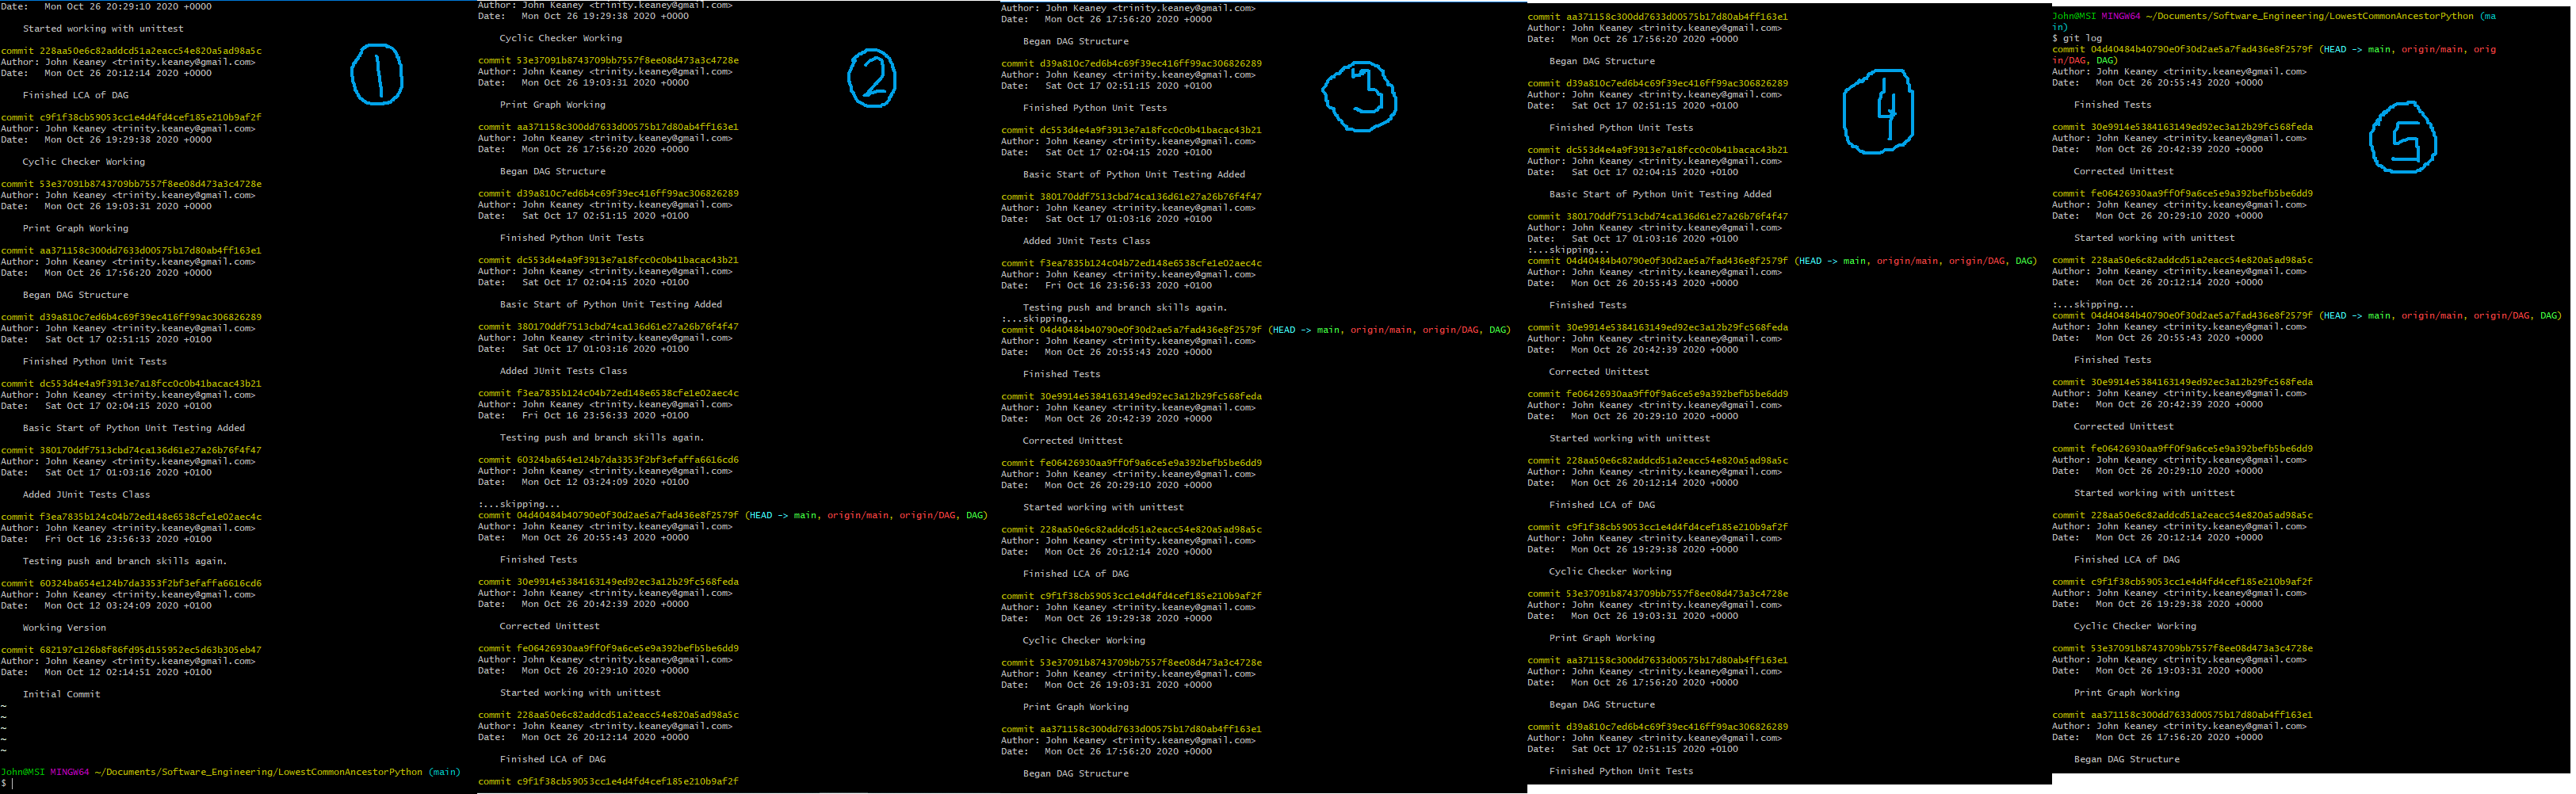 Date:   Mon Oct 26 20:29:10 2020 +0000
Started working with unittest
commit 228aa50e6c82addcd51a2eacc54e820a5ad98a5c
Author: John Keaney <trinity.keaney@gmail.com>
Date:   Mon Oct 26 20:12:14 2020 +0000
Finished LCA of DAG
commit c9f1f38cb59053cc1e4d4fd4cef185e210b9af2f
Author: John Keaney <trinity.keaney@gmail.com>
Date:   Mon Oct 26 19:29:38 2020 +0000
Cyclic Checker Working
commit 53e37091b8743709bb7557f8ee08d473a3c4728e
Author: John Keaney <trinity.keaney@gmail.com>
Date:   Mon Oct 26 19:03:31 2020 +0000
Print Graph Working
commit aa371158c300dd7633d00575b17d80ab4ff163e1
Author: John Keaney <trinity.keaney@gmail.com>
Date:   Mon Oct 26 17:56:20 2020 +0000
Began DAG Structure
commit d39a810c7ed6b4c69f39ec416ff99ac306826289
Author: John Keaney <trinity.keaney@gmail.com>
Date:   Sat Oct 17 02:51:15 2020 +0100
Finished Python Unit Tests
commit dc553d4e4a9f3913e7a18fcc0c0b41bacac43b21
Author: John Keaney <trinity.keaney@gmail.com>
Date:   Sat Oct 17 02:04:15 2020 +0100
Basic Start of Python Unit Testing Added
commit 380170ddf7513cbd74ca136d61e27a26b76f4f47
Author: John Keaney <trinity.keaney@gmail.com>
Date:   Sat Oct 17 01:03:16 2020 +0100
Added JUnit Tests Class
commit f3ea7835b124c04b72ed148e6538cfe1e02aec4c
Author: John Keaney <trinity.keaney@gmail.com>
Date:   Fri Oct 16 23:56:33 2020 +0100
Testing push and branch skills again.
commit 60324ba654e124b7da3353f2bf3efaffa6616cd6
Author: John Keaney <trinity.keaney@gmail.com>
Date:   Mon Oct 12 03:24:09 2020 +0100
Working Version
commit 682197c126b8f86fd95d155952ec5d63b305eb47
Author: John Keaney <trinity.keaney@gmail.com>
Date:   Mon Oct 12 02:14:51 2020 +0100
Initial Commit
~
~
~
~
~
John@MSI MINGW64 ~/Documents/Software_Engineering/LowestCommonAncestorPython (main)
$
1
Author: John Keaney <trinity.keaney@gmail.com>
Date:   Mon Oct 26 19:29:38 2020 +0000
Cyclic Checker Working
commit 53e37091b8743709bb7557f8ee08d473a3c4728e
Author: John Keaney <trinity.keaney@gmail.com>
Date:   Mon Oct 26 19:03:31 2020 +0000
Print Graph Working
commit aa371158c300dd7633d00575b17d80ab4ff163e1
Author: John Keaney <trinity.keaney@gmail.com>
Date:   Mon Oct 26 17:56:20 2020 +0000
Began DAG Structure
commit d39a810c7ed6b4c69f39ec416ff99ac306826289
Author: John Keaney <trinity.keaney@gmail.com>
Date:   Sat Oct 17 02:51:15 2020 +0100
Finished Python Unit Tests
commit dc553d4e4a9f3913e7a18fcc0c0b41bacac43b21
Author: John Keaney <trinity.keaney@gmail.com>
Date:   Sat Oct 17 02:04:15 2020 +0100
Basic Start of Python Unit Testing Added
commit 380170ddf7513cbd74ca136d61e27a26b76f4f47
Author: John Keaney <trinity.keaney@gmail.com>
Date:   Sat Oct 17 01:03:16 2020 +0100
Added JUnit Tests Class
commit f3ea7835b124c04b72ed148e6538cfe1e02aec4c
Author: John Keaney <trinity.keaney@gmail.com>
Date:   Fri Oct 16 23:56:33 2020 +0100
Testing push and branch skills again.
commit 60324ba654e124b7da3353f2bf3efaffa6616cd6
Author: John Keaney <trinity.keaney@gmail.com>
Date:   Mon Oct 12 03:24:09 2020 +0100
:...skipping...
commit 04d40484b40790e0f30d2ae5a7fad436e8f2579f (HEAD -> main, origin/main, origin/DAG, DAG)
Author: John Keaney <trinity.keaney@gmail.com>
Date:   Mon Oct 26 20:55:43 2020 +0000
Finished Tests
commit 30e9914e5384163149ed92ec3a12b29fc568feda
Author: John Keaney <trinity.keaney@gmail.com>
Date:   Mon Oct 26 20:42:39 2020 +0000
Corrected Unittest
commit fe06426930aa9ff0f9a6ce5e9a392befb5be6dd9
Author: John Keaney <trinity.keaney@gmail.com>
Date:   Mon Oct 26 20:29:10 2020 +0000
Started working with unittest
commit 228aa50e6c82addcd51a2eacc54e820a5ad98a5c
Author: John Keaney <trinity.keaney@gmail.com>
Date:   Mon Oct 26 20:12:14 2020 +0000
Finished LCA of DAG
commit c9f1f38cb59053cc1e4d4fd4cef185e210b9af2f
2
Author: John Keaney <trinity.keaney@gmail.com>
Date:   Mon Oct 26 17:56:20 2020 +0000
Began DAG Structure
commit d39a810c7ed6b4c69f39ec416ff99ac306826289
Author: John Keaney <trinity.keaney@gmail.com>
Date:   Sat Oct 17 02:51:15 2020 +0100
Finished Python Unit Tests
commit dc553d4e4a9f3913e7a18fcc0c0b41bacac43b21
Author: John Keaney <trinity.keaney@gmail.com>
Date:   Sat Oct 17 02:04:15 2020 +0100
Basic Start of Python Unit Testing Added
commit 380170ddf7513cbd74ca136d61e27a26b76f4f47
Author: John Keaney <trinity.keaney@gmail.com>
Date:   Sat Oct 17 01:03:16 2020 +0100
Added JUnit Tests Class
commit f3ea7835b124c04b72ed148e6538cfe1e02aec4c
Author: John Keaney <trinity.keaney@gmail.com>
Date:   Fri Oct 16 23:56:33 2020 +0100
Testing push and branch skills again.
:...skipping...
commit 04d40484b40790e0f30d2ae5a7fad436e8f2579f (HEAD -> main, origin/main, origin/DAG, DAG)
Author: John Keaney <trinity.keaney@gmail.com>
Date:   Mon Oct 26 20:55:43 2020 +0000
Finished Tests
commit 30e9914e5384163149ed92ec3a12b29fc568feda
Author: John Keaney <trinity.keaney@gmail.com>
Date:   Mon Oct 26 20:42:39 2020 +0000
Corrected Unittest
commit fe06426930aa9ff0f9a6ce5e9a392befb5be6dd9
Author: John Keaney <trinity.keaney@gmail.com>
Date:   Mon Oct 26 20:29:10 2020 +0000
Started working with unittest
commit 228aa50e6c82addcd51a2eacc54e820a5ad98a5c
Author: John Keaney <trinity.keaney@gmail.com>
Date:   Mon Oct 26 20:12:14 2020 +0000
Finished LCA of DAG
commit c9f1f38cb59053cc1e4d4fd4cef185e210b9af2f
Author: John Keaney <trinity.keaney@gmail.com>
Date:   Mon Oct 26 19:29:38 2020 +0000
Cyclic Checker Working
commit 53e37091b8743709bb7557f8ee08d473a3c4728e
Author: John Keaney <trinity.keaney@gmail.com>
Date:   Mon Oct 26 19:03:31 2020 +0000
Print Graph Working
commit aa371158c300dd7633d00575b17d80ab4ff163e1
Author: John Keaney <trinity.keaney@gmail.com>
Date:   Mon Oct 26 17:56:20 2020 +0000
Began DAG Structure
3
commit aa371158c300dd7633d00575b17d80ab4ff163e1
Author: John Keaney <trinity.keaney@gmail.com>
Date:   Mon Oct 26 17:56:20 2020 +0000
Began DAG Structure
commit d39a810c7ed6b4c69f39ec416ff99ac306826289
Author: John Keaney <trinity.keaney@gmail.com>
Date:   Sat Oct 17 02:51:15 2020 +0100
Finished Python Unit Tests
commit dc553d4e4a9f3913e7a18fcc0c0b41bacac43b21
Author: John Keaney <trinity.keaney@gmail.com>
Date:   Sat Oct 17 02:04:15 2020 +0100
Basic Start of Python Unit Testing Added
commit 380170ddf7513cbd74ca136d61e27a26b76f4f47
Author: John Keaney <trinity.keaney@gmail.com>
Date:   Sat Oct 17 01:03:16 2020 +0100
:...skipping...
commit 04d40484b40790e0f30d2ae5a7fad436e8f2579f (HEAD -> main, origin/main, origin/DAG, DAG)
Author: John Keaney <trinity.keaney@gmail.com>
Date:   Mon Oct 26 20:55:43 2020 +0000
Finished Tests
commit 30e9914e5384163149ed92ec3a12b29fc568feda
Author: John Keaney <trinity.keaney@gmail.com>
Date:   Mon Oct 26 20:42:39 2020 +0000
Corrected Unittest
commit fe06426930aa9ff0f9a6ce5e9a392befb5be6dd9
Author: John Keaney <trinity.keaney@gmail.com>
Date:   Mon Oct 26 20:29:10 2020 +0000
Started working with unittest
commit 228aa50e6c82addcd51a2eacc54e820a5ad98a5c
Author: John Keaney <trinity.keaney@gmail.com>
Date:   Mon Oct 26 20:12:14 2020 +0000
Finished LCA of DAG
commit c9f1f38cb59053cc1e4d4fd4cef185e210b9af2f
Author: John Keaney <trinity.keaney@gmail.com>
Date:   Mon Oct 26 19:29:38 2020 +0000
Cyclic Checker Working
commit 53e37091b8743709bb7557f8ee08d473a3c4728e
Author: John Keaney <trinity.keaney@gmail.com>
Date:   Mon Oct 26 19:03:31 2020 +0000
Print Graph Working
commit aa371158c300dd7633d00575b17d80ab4ff163e1
Author: John Keaney <trinity.keaney@gmail.com>
Date:   Mon Oct 26 17:56:20 2020 +0000
Began DAG Structure
commit d39a810c7ed6b4c69f39ec416ff99ac306826289
Author: John Keaney <trinity.keaney@gmail.com>
Date:   Sat Oct 17 02:51:15 2020 +0100
Finished Python Unit Tests
4
John@MSI MINGW64 ~/Documents/Software_Engineering/LowestCommonAncestorPython (ma
in)
$ git log
commit 04d40484b40790e0f30d2ae5a7fad436e8f2579f (HEAD -> main, origin/main, orig
in/DAG, DAG)
Author: John Keaney <trinity.keaney@gmail.com>
Date:   Mon Oct 26 20:55:43 2020 +0000
Finished Tests
commit 30e9914e5384163149ed92ec3a12b29fc568feda
Author: John Keaney <trinity.keaney@gmail.com>
Date:   Mon Oct 26 20:42:39 2020 +0000
Corrected Unittest
commit fe06426930aa9ff0f9a6ce5e9a392befb5be6dd9
Author: John Keaney <trinity.keaney@gmail.com>
Date:   Mon Oct 26 20:29:10 2020 +0000
Started working with unittest
commit 228aa50e6c82addcd51a2eacc54e820a5ad98a5c
Author: John Keaney <trinity.keaney@gmail.com>
Date:   Mon Oct 26 20:12:14 2020 +0000
:...skipping...
commit 04d40484b40790e0f30d2ae5a7fad436e8f2579f (HEAD -> main, origin/main, origin/DAG, DAG)
Author: John Keaney <trinity.keaney@gmail.com>
Date:   Mon Oct 26 20:55:43 2020 +0000
Finished Tests
commit 30e9914e5384163149ed92ec3a12b29fc568feda
Author: John Keaney <trinity.keaney@gmail.com>
Date:   Mon Oct 26 20:42:39 2020 +0000
Corrected Unittest
commit fe06426930aa9ff0f9a6ce5e9a392befb5be6dd9
Author: John Keaney <trinity.keaney@gmail.com>
Date:   Mon Oct 26 20:29:10 2020 +0000
Started working with unittest
commit 228aa50e6c82addcd51a2eacc54e820a5ad98a5c
Author: John Keaney <trinity.keaney@gmail.com>
Date:   Mon Oct 26 20:12:14 2020 +0000
Finished LCA of DAG
commit c9f1f38cb59053cc1e4d4fd4cef185e210b9af2f
Author: John Keaney <trinity.keaney@gmail.com>
Date:   Mon Oct 26 19:29:38 2020 +0000
Cyclic Checker Working
commit 53e37091b8743709bb7557f8ee08d473a3c4728e
Author: John Keaney <trinity.keaney@gmail.com>
Date:   Mon Oct 26 19:03:31 2020 +0000
Print Graph Working
commit aa371158c300dd7633d00575b17d80ab4ff163e1
Author: John Keaney <trinity.keaney@gmail.com>
Date:   Mon Oct 26 17:56:20 2020 +0000
Began DAG Structure
5